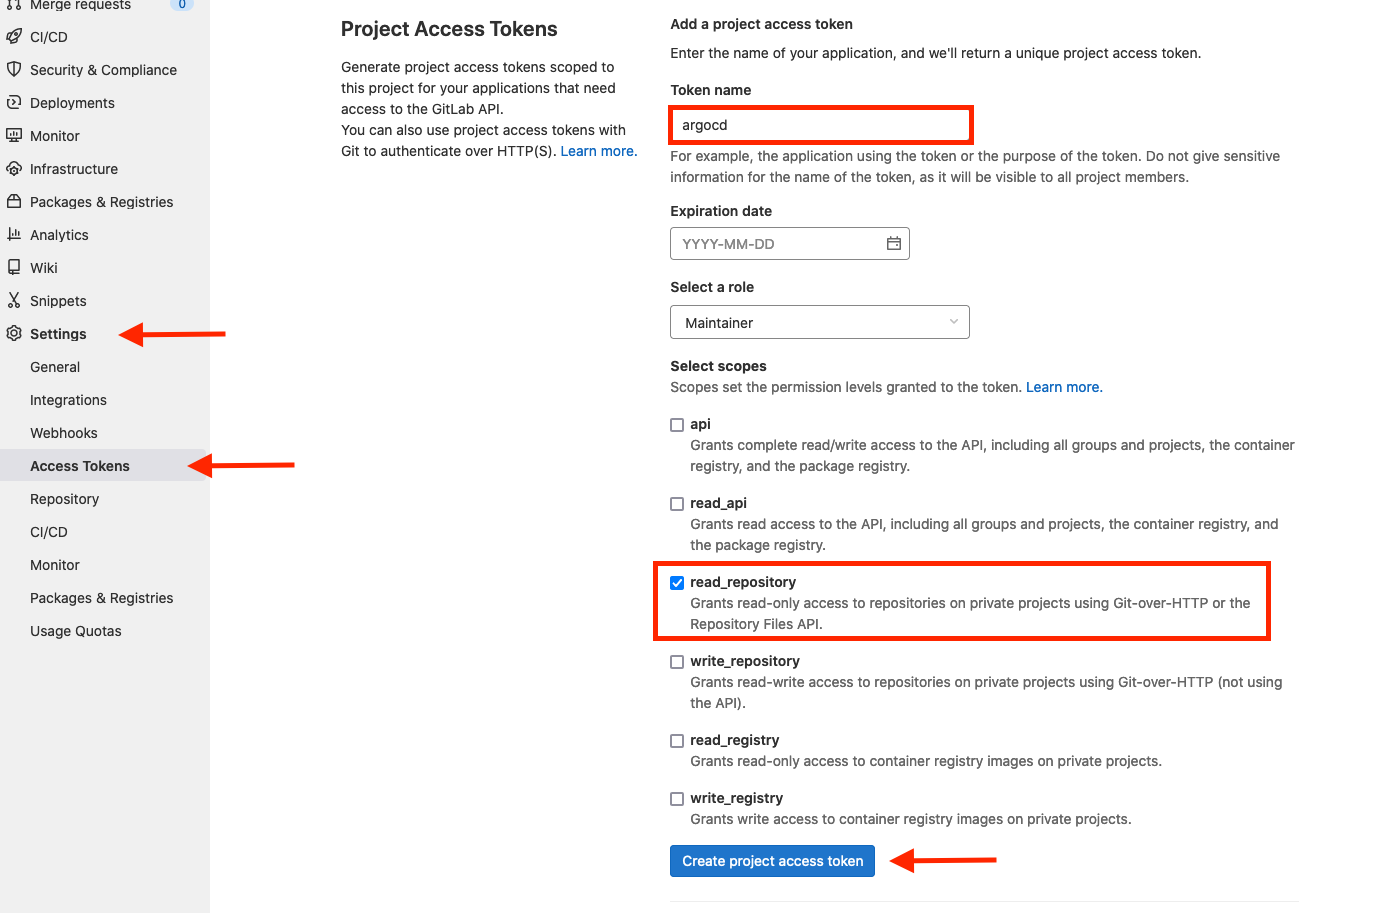 Merge requests 0
CI/CD
Security & Compliance
Deployments
Monitor
Infrastructure
Packages & Registries
Analytics
Wiki
Snippets
Settings
General
Integrations
Webhooks
Access Tokens
Repository
CI/CD
Monitor
Packages & Registries
Usage Quotas
Project Access Tokens
Generate project access tokens scoped to
this project for your applications that need
access to the GitLab API.
You can also use project access tokens with
Git to authenticate over HTTP(S). Learn more.
Add a project access token
Enter the name of your application, and we'll return a unique project access token.
Token name
argocd
For example, the application using the token or the purpose of the token. Do not give sensitive
information for the name of the token, as it will be visible to all project members.
Expiration date
YYYY-MM-DD
Select a role
Maintainer
Select scopes
Scopes set the permission levels granted to the token. Learn more.
api
Grants complete read/write access to the API, including all groups and projects, the container
registry, and the package registry.
read_api
Grants read access to the API, including all groups and projects, the container registry, and
the package registry.
read_repository
Grants read-only access to repositories on private projects using Git-over-HTTP or the
Repository Files API.
write_repository
Grants read-write access to repositories on private projects using Git-over-HTTP (not using
the API).
read_registry
Grants read-only access to container registry images on private projects.
write_registry
Grants write access to container registry images on private projects.
Create project access token